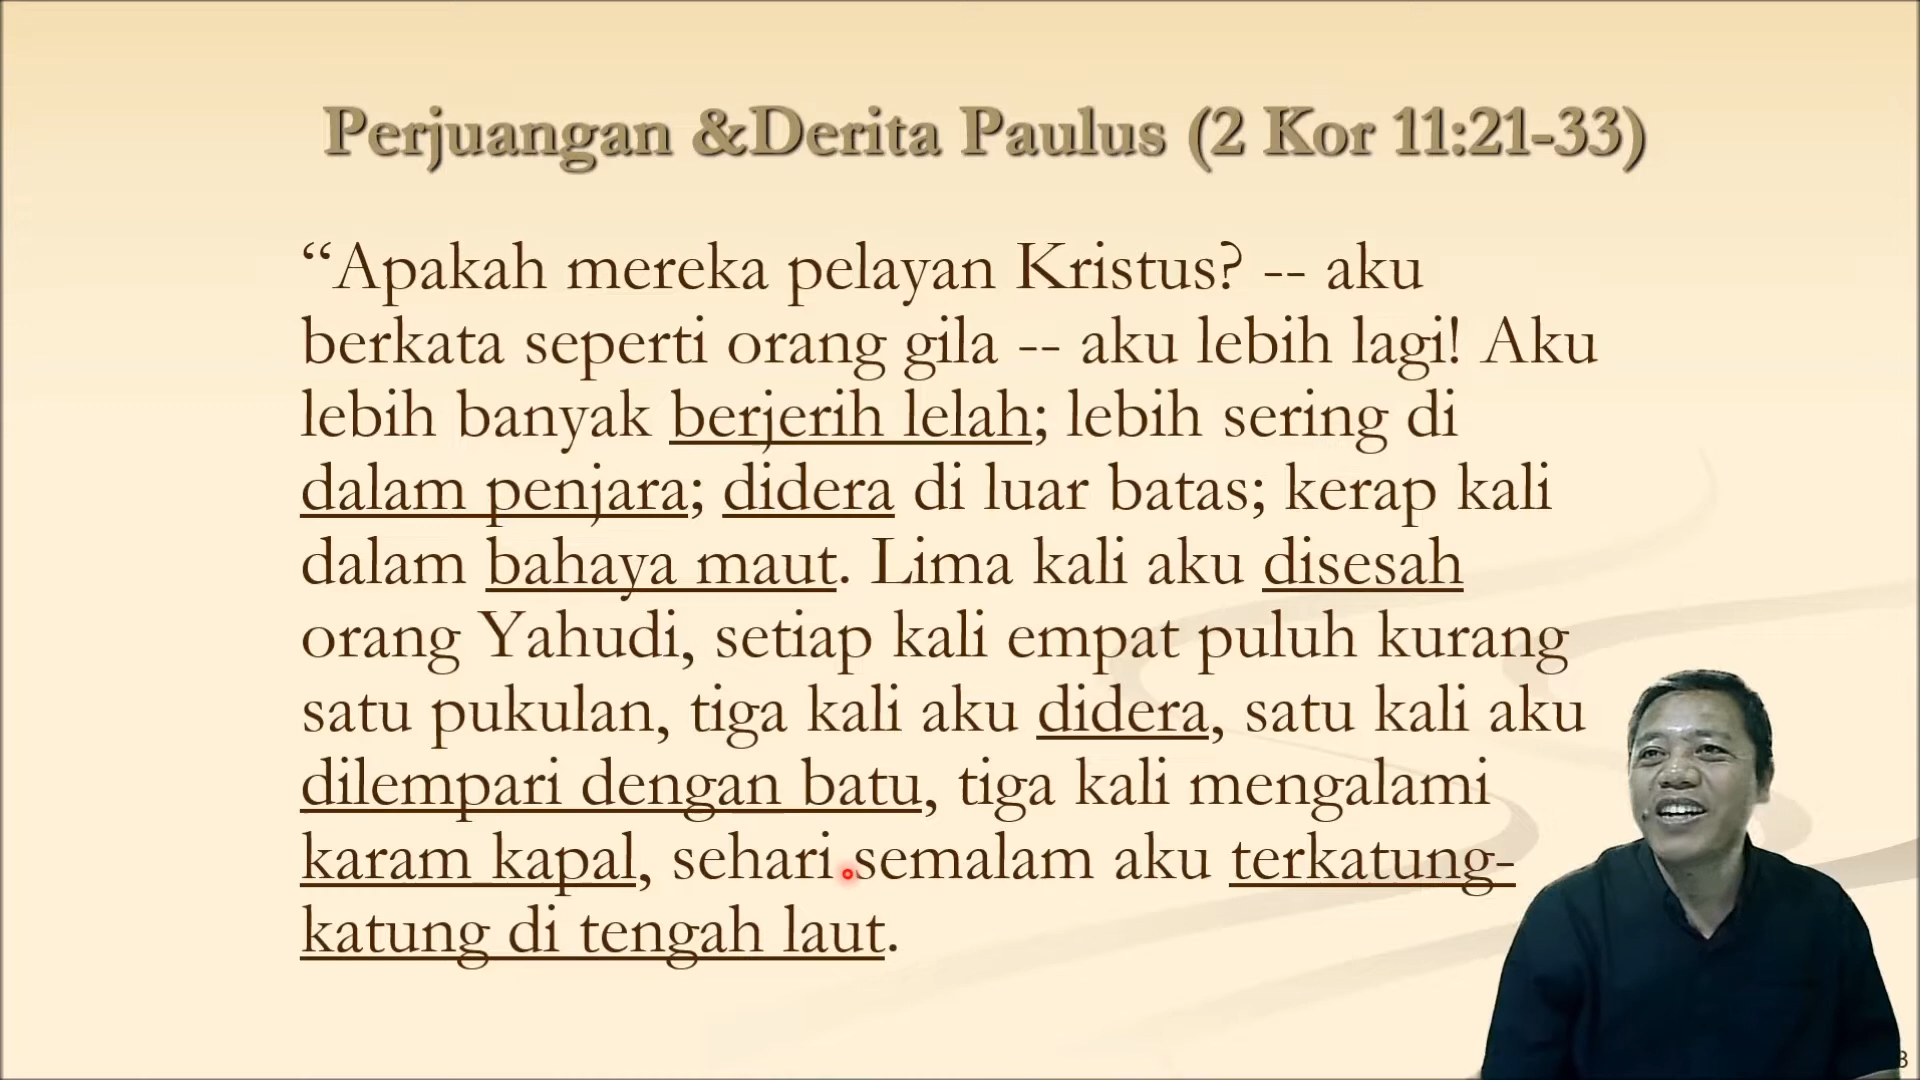 Perjuangan &Derita Paulus (2 Kor 11:21-33)
“Apakah mereka pelayan Kristus? -- aku
berkata seperti orang gila -- aku lebih lagi! Aku
lebih banyak berjerih lelah; lebih sering di
dalam penjara; didera di luar batas; kerap kali
dalam bahaya maut. Lima kali aku disesah
orang Yahudi, setiap kali empat puluh kurang
satu pukulan, tiga kali aku didera, satu kali aku
dilempari dengan batu, tiga kali mengalami
karam kapal, sehari semalam aku terkatung-
katung di tengah laut.